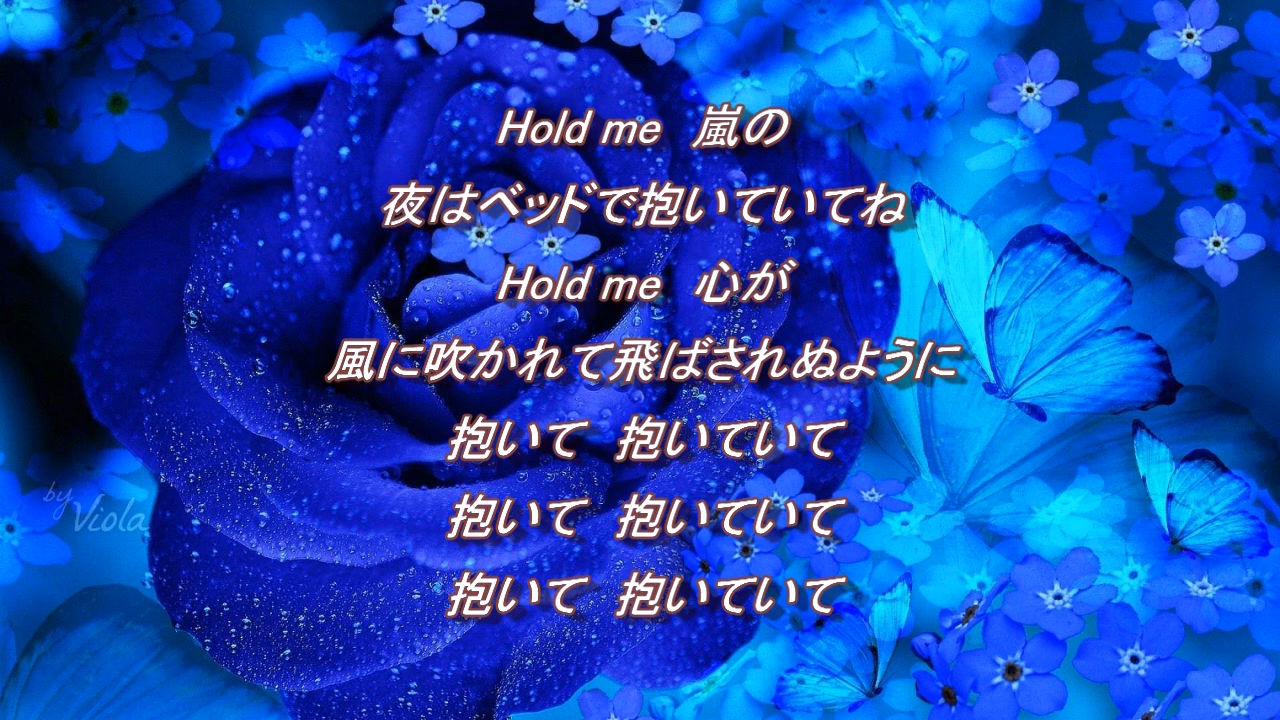 Hold me　嵐の
夜はベッドで抱いていてね
Hold me　心が
風に吹かれて飛ばされぬように
抱いて　抱いていて
抱いて　抱いていて
抱いて　抱いていて
by
Viola